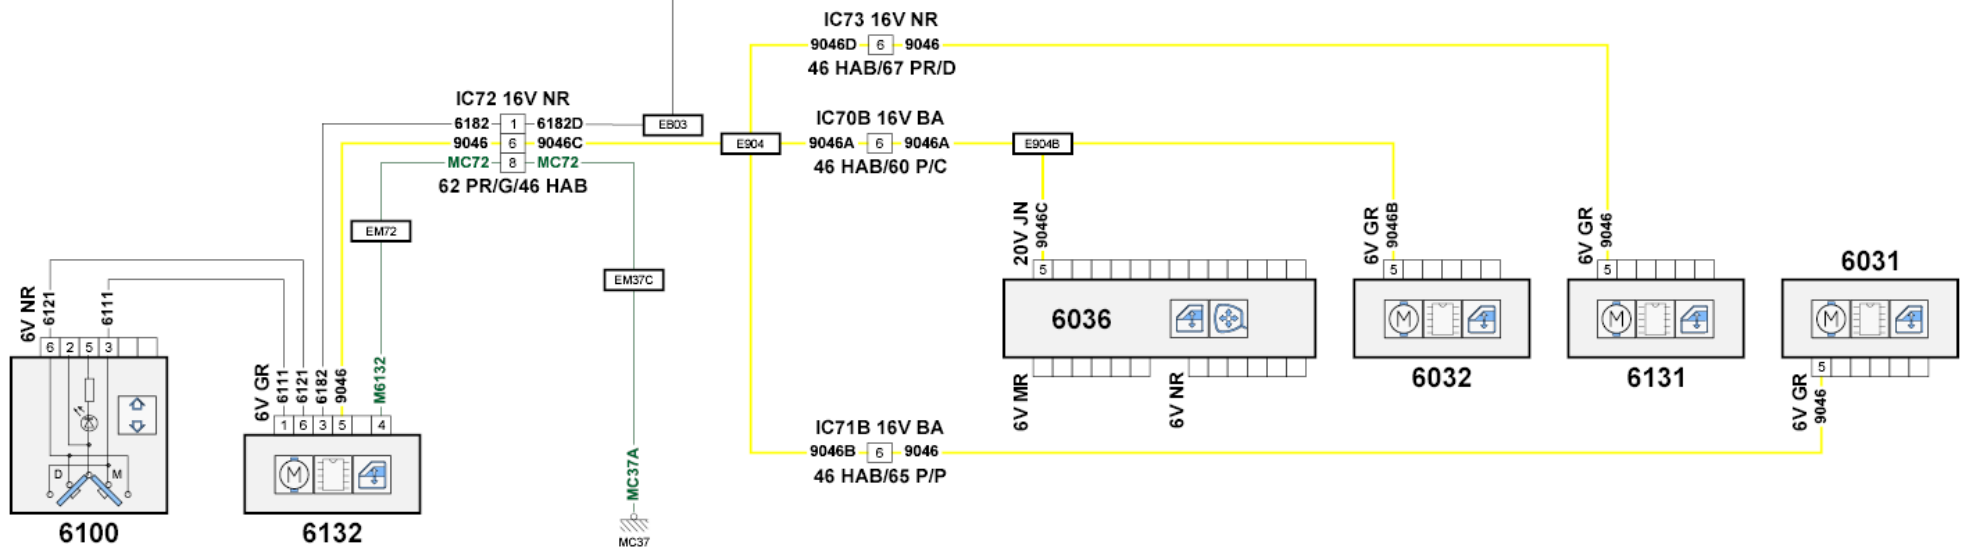 IC73 16V NR
9046D 6 9046
46 HAB/67 PR/D
IC72 16V NR
6182 1 6182D
9046 6 9046C
MC72 8 MC72
62 PR/G/46 HAB
EB03
E904
IC70B 16V BA
9046A 6 9046A
46 HAB/60 P/C
E904B
EM72
EM37C
6V NR
6121
6111
6 2 5 3
D M
6100
6V GR
6111
6121
6182
9046
M6132
1 6 3 5 4
M
6132
MC37A
MC37
IC71B 16V BA
9046B 6 9046
46 HAB/65 P/P
20V JN
9046C
5
6036
6V MR
6V NR
6V GR
9046B
5
M
6032
6V GR
9046
5
M
6131
6031
M
5
6V GR
9046